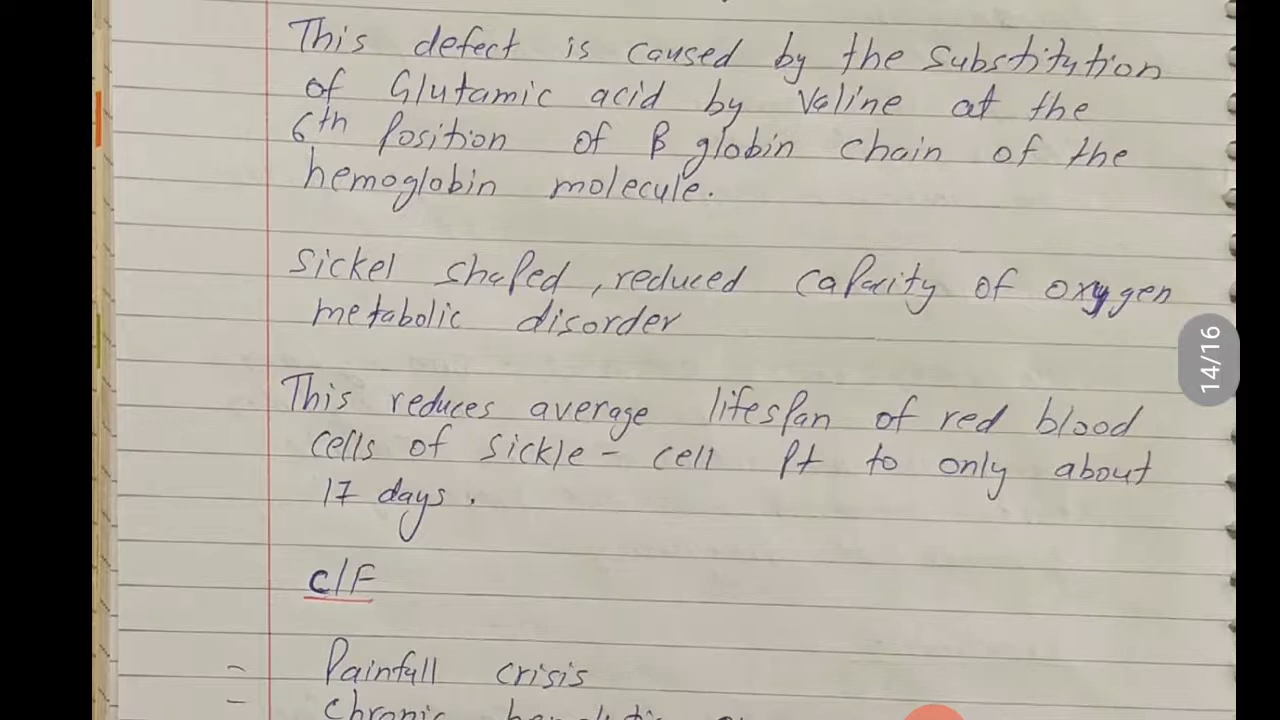 This defect is caused by the substitution
of Glutamic acid by Valine at the
6th Position of β globin chain of the
hemoglobin molecule.
Sickel shaped, reduced capacity of oxygen
metabolic disorder
This reduces average lifespan of red blood
cells of sickle - cell Pt to only about
17 days.
C/F
- Painfull crisis
- Chronic
14/16